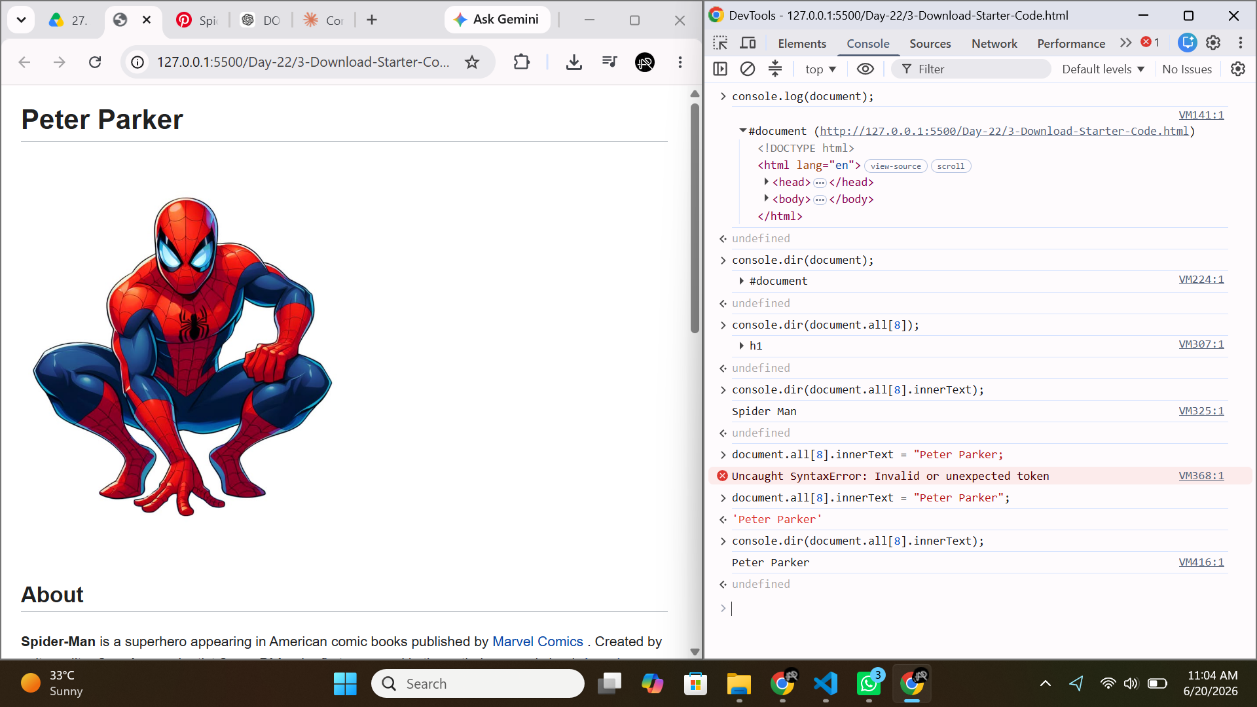 27.
Spi
DO
Cor
Ask Gemini
127.0.0.1:5500/Day-22/3-Download-Starter-Co...
Peter Parker
About
Spider-Man is a superhero appearing in American comic books published by Marvel Comics . Created by
DevTools - 127.0.0.1:5500/Day-22/3-Download-Starter-Code.html
Elements Console Sources Network Performance 1
top Filter Default levels No Issues
console.log(document);
VM141:1
#document (http://127.0.0.1:5500/Day-22/3-Download-Starter-Code.html)
<!DOCTYPE html>
<html lang="en"> view-source scroll
<head> … </head>
<body> … </body>
</html>
undefined
console.dir(document);
#document VM224:1
undefined
console.dir(document.all[8]);
h1 VM307:1
undefined
console.dir(document.all[8].innerText);
Spider Man VM325:1
undefined
document.all[8].innerText = "Peter Parker;
Uncaught SyntaxError: Invalid or unexpected token VM368:1
document.all[8].innerText = "Peter Parker";
'Peter Parker'
console.dir(document.all[8].innerText);
Peter Parker VM416:1
undefined
33°C
Sunny
Search
3
11:04 AM
6/20/2026